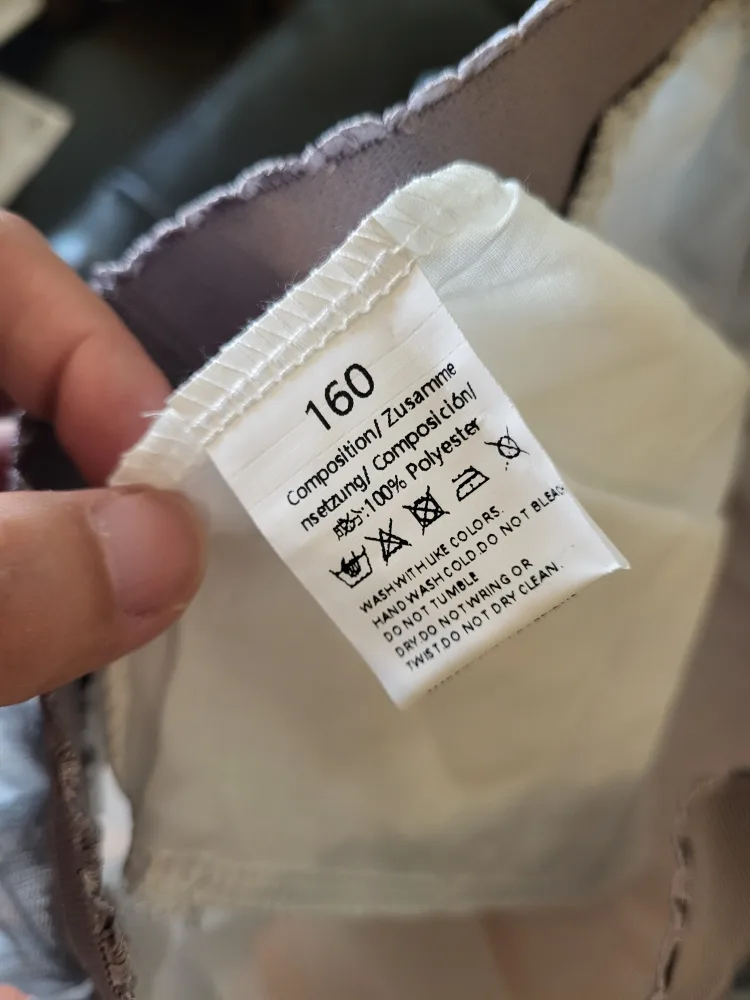 160
Composition/ Zusamme
nsetzung/ Composición/
成分:100% Polyester
WASH WITH LIKE COLORS.
HAND WASH COLD.DO NOT BLEAC
DO NOT TUMBLE
DRY.DO NOT WRING OR
TWIST.DO NOT DRY CLEAN.